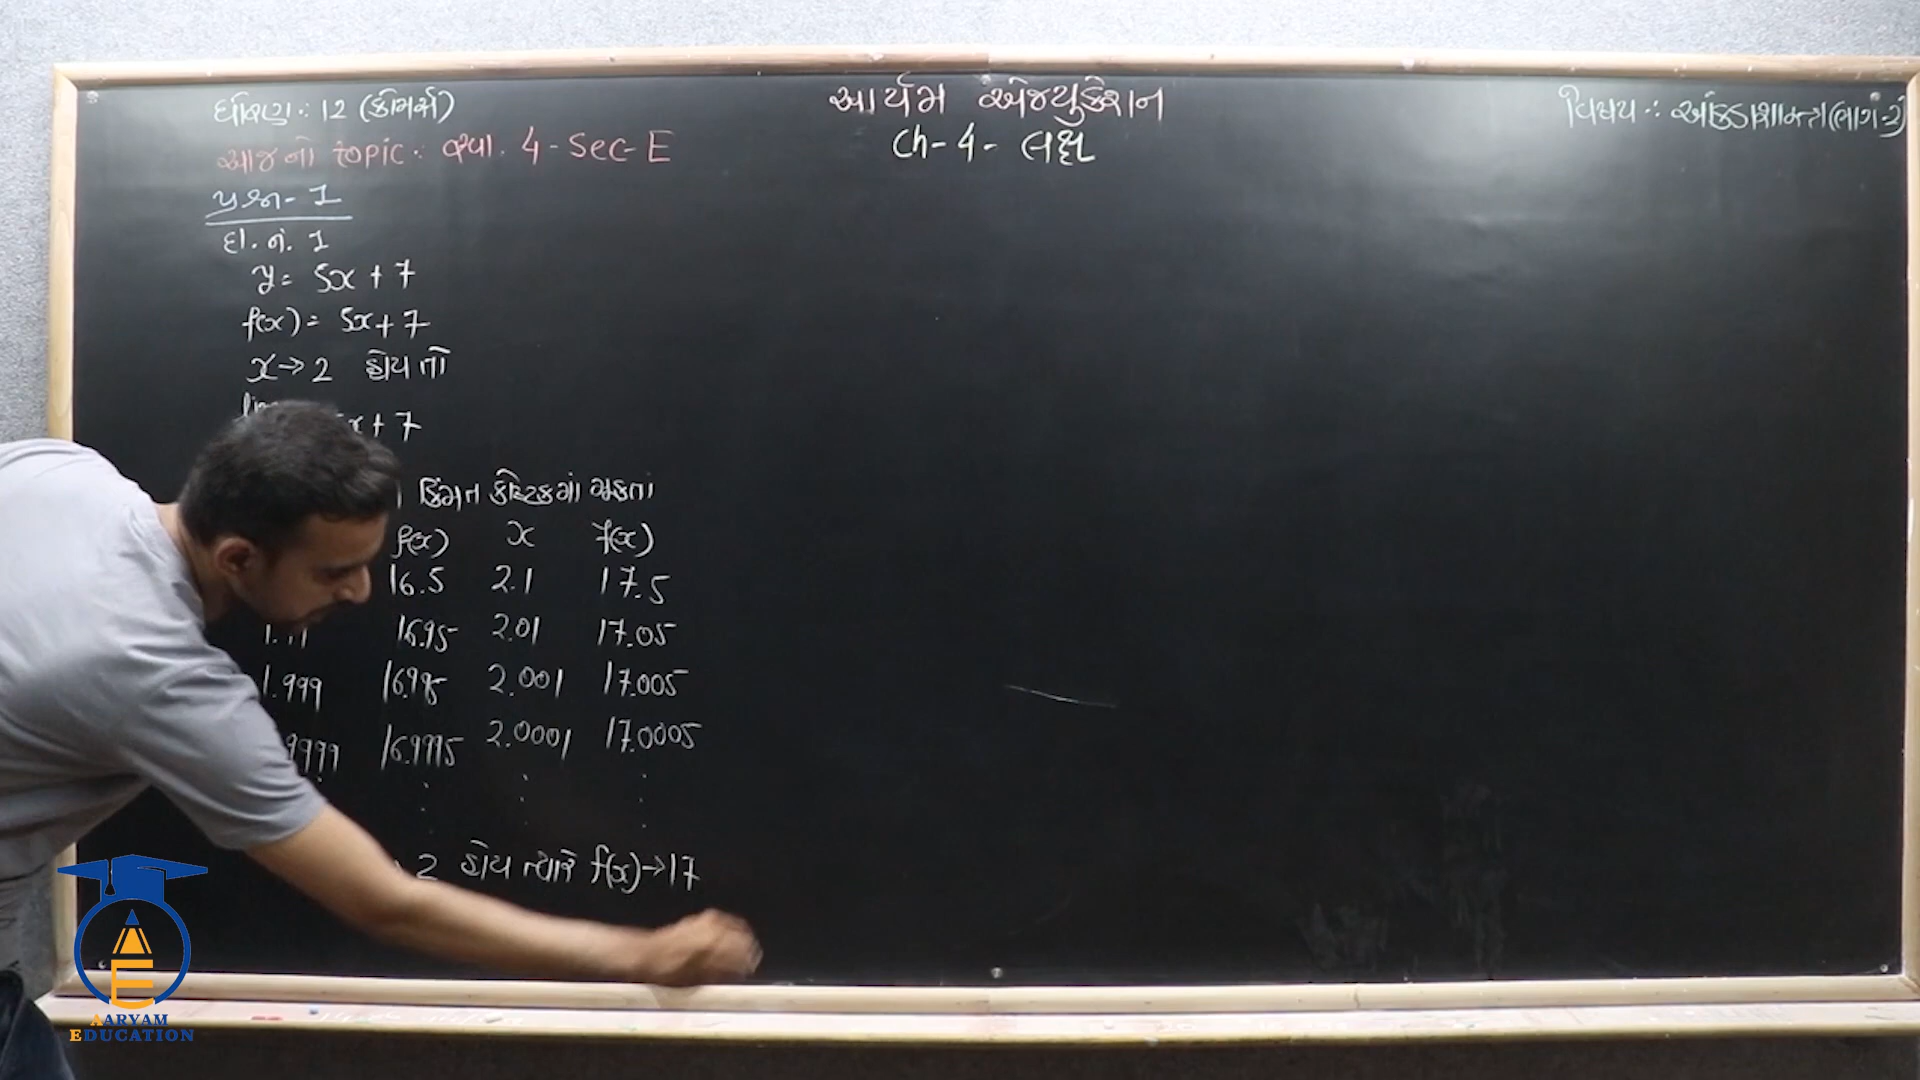 ધોરણ : 12 (કોમર્સ)
આર્યમ એજ્યુકેશન
વિષય : આંકડાશાસ્ત્ર (ભાગ-2)
આજનો topic : સ્વા. 4 - Sec-E
Ch-4- લક્ષ
પ્રશ્ન-1
દા.નં. 1
y = 5x + 7
f(x) = 5x + 7
x→2 હોય તો
x + 7
કિંમત કોષ્ટકમાં મુકતા
f(x) x f(x)
16.5 2.1 17.5
16.95 2.01 17.05
1.999 16.995 2.001 17.005
9999 16.9995 2.0001 17.0005
2 હોય ત્યારે f(x)→17
AARYAM
EDUCATION